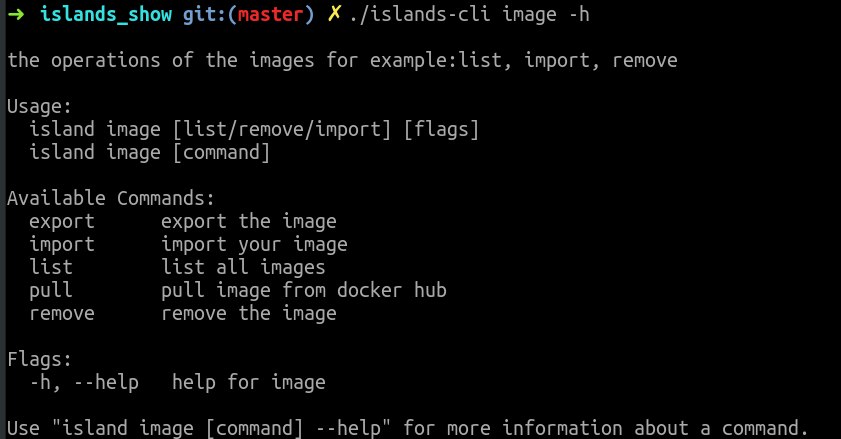 ➜ islands_show git:(master) ✗ ./islands-cli image -h
the operations of the images for example:list, import, remove
Usage:
  island image [list/remove/import] [flags]
  island image [command]
Available Commands:
  export      export the image
  import      import your image
  list        list all images
  pull        pull image from docker hub
  remove      remove the image
Flags:
  -h, --help   help for image
Use "island image [command] --help" for more information about a command.